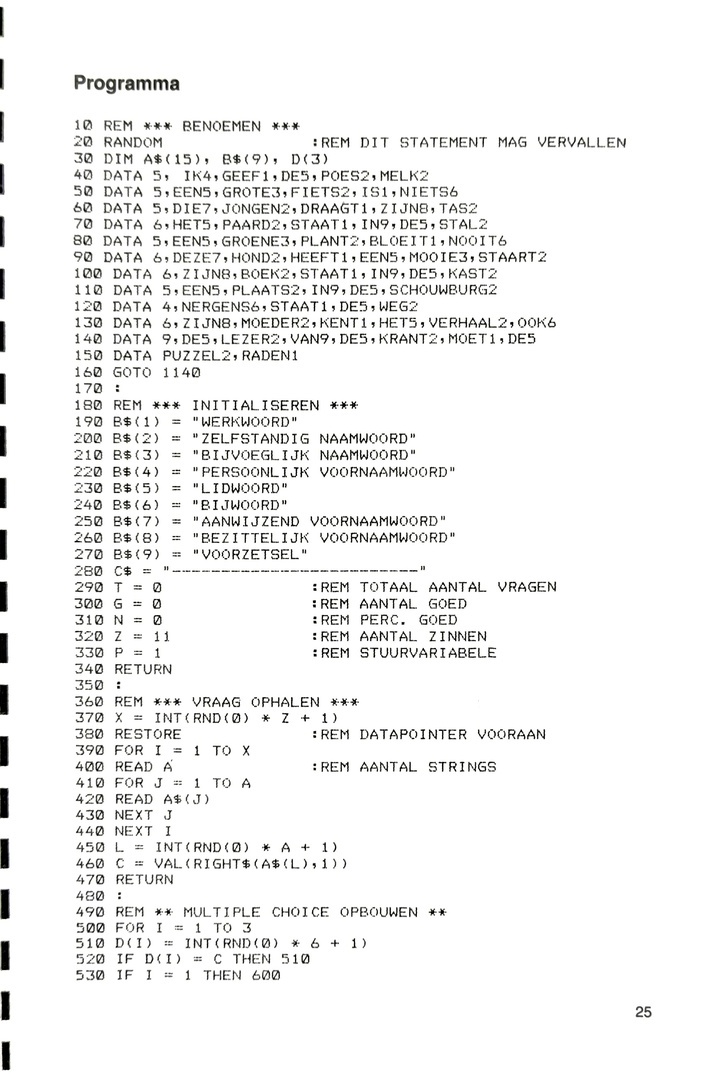 Programma
10 REM *** BENOEMEN ***
20 RANDOM :REM DIT STATEMENT MAG VERVALLEN
30 DIM A$(15), B$(9), D(3)
40 DATA 5, IK4,GEEF1,DE5,POES2,MELK2
50 DATA 5,EEN5,GROTE3,FIETS2,IS1,NIETS6
60 DATA 5,DIE7,JONGEN2,DRAAGT1,ZIJN8,TAS2
70 DATA 6,HET5,PAARD2,STAAT1,IN9,DE5,STAL2
80 DATA 5,EEN5,GROENE3,PLANT2,BLOEIT1,NOOIT6
90 DATA 6,DEZE7,HOND2,HEEFT1,EEN5,MOOIE3,STAART2
100 DATA 6,ZIJN8,BOEK2,STAAT1,IN9,DE5,KAST2
110 DATA 5,EEN5,PLAATS2,IN9,DE5,SCHOUWBURG2
120 DATA 4,NERGENS6,STAAT1,DE5,WEG2
130 DATA 6,ZIJN8,MOEDER2,KENT1,HET5,VERHAAL2,OOK6
140 DATA 9,DE5,LEZER2,VAN9,DE5,KRANT2,MOET1,DE5
150 DATA PUZZEL2,RADEN1
160 GOTO 1140
170 :
180 REM *** INITIALISEREN ***
190 B$(1) = "WERKWOORD"
200 B$(2) = "ZELFSTANDIG NAAMWOORD"
210 B$(3) = "BIJVOEGLIJK NAAMWOORD"
220 B$(4) = "PERSOONLIJK VOORNAAMWOORD"
230 B$(5) = "LIDWOORD"
240 B$(6) = "BIJWOORD"
250 B$(7) = "AANWIJZEND VOORNAAMWOORD"
260 B$(8) = "BEZITTELIJK VOORNAAMWOORD"
270 B$(9) = "VOORZETSEL"
280 C$ = "-------------------------"
290 T = 0 :REM TOTAAL AANTAL VRAGEN
300 G = 0 :REM AANTAL GOED
310 N = 0 :REM PERC. GOED
320 Z = 11 :REM AANTAL ZINNEN
330 P = 1 :REM STUURVARIABELE
340 RETURN
350 :
360 REM *** VRAAG OPHALEN ***
370 X = INT(RND(0) * Z + 1)
380 RESTORE :REM DATAPOINTER VOORAAN
390 FOR I = 1 TO X
400 READ A :REM AANTAL STRINGS
410 FOR J = 1 TO A
420 READ A$(J)
430 NEXT J
440 NEXT I
450 L = INT(RND(0) * A + 1)
460 C = VAL(RIGHT$(A$(L),1))
470 RETURN
480 :
490 REM ** MULTIPLE CHOICE OPBOUWEN **
500 FOR I = 1 TO 3
510 D(I) = INT(RND(0) * 6 + 1)
520 IF D(I) = C THEN 510
530 IF I = 1 THEN 600
25